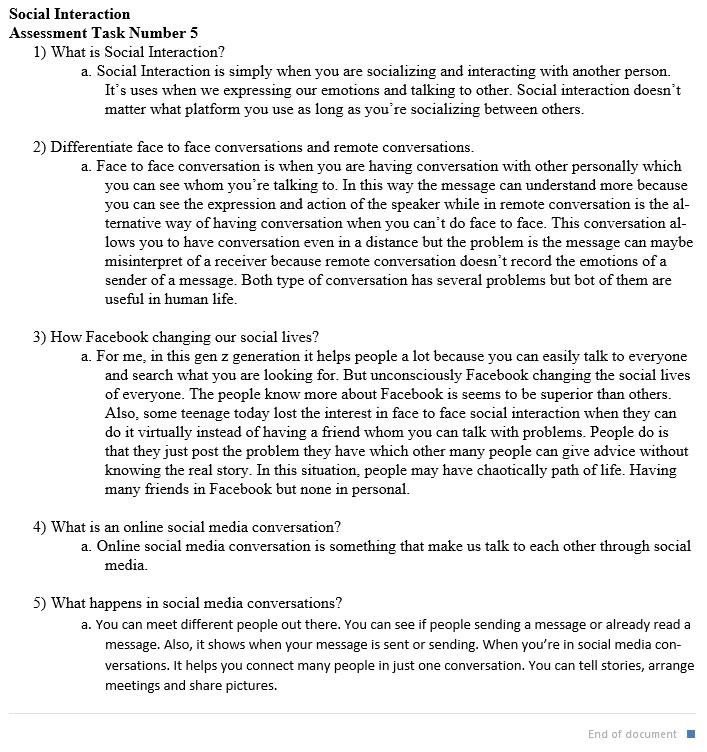 Social Interaction
Assessment Task Number 5
1) What is Social Interaction?
a. Social Interaction is simply when you are socializing and interacting with another person.
It's uses when we expressing our emotions and talking to other. Social interaction doesn't
matter what platform you use as long as you're socializing between others.
2) Differentiate face to face conversations and remote conversations.
a. Face to face conversation is when you are having conversation with other personally which
you can see whom you're talking to. In this way the message can understand more because
you can see the expression and action of the speaker while in remote conversation is the al-
ternative way of having conversation when you can't do face to face. This conversation al-
lows you to have conversation even in a distance but the problem is the message can maybe
misinterpret of a receiver because remote conversation doesn't record the emotions of a
sender of a message. Both type of conversation has several problems but bot of them are
useful in human life.
3) How Facebook changing our social lives?
a. For me, in this gen z generation it helps people a lot because you can easily talk to everyone
and search what you are looking for. But unconsciously Facebook changing the social lives
of everyone. The people know more about Facebook is seems to be superior than others.
Also, some teenage today lost the interest in face to face social interaction when they can
do it virtually instead of having a friend whom you can talk with problems. People do is
that they just post the problem they have which other many people can give advice without
knowing the real story. In this situation, people may have chaotically path of life. Having
many friends in Facebook but none in personal.
4) What is an online social media conversation?
a. Online social media conversation is something that make us talk to each other through social
media.
5) What happens in social media conversations?
a. You can meet different people out there. You can see if people sending a message or already read a
message. Also, it shows when your message is sent or sending. When you're in social media con-
versations. It helps you connect many people in just one conversation. You can tell stories, arrange
meetings and share pictures.
End of document